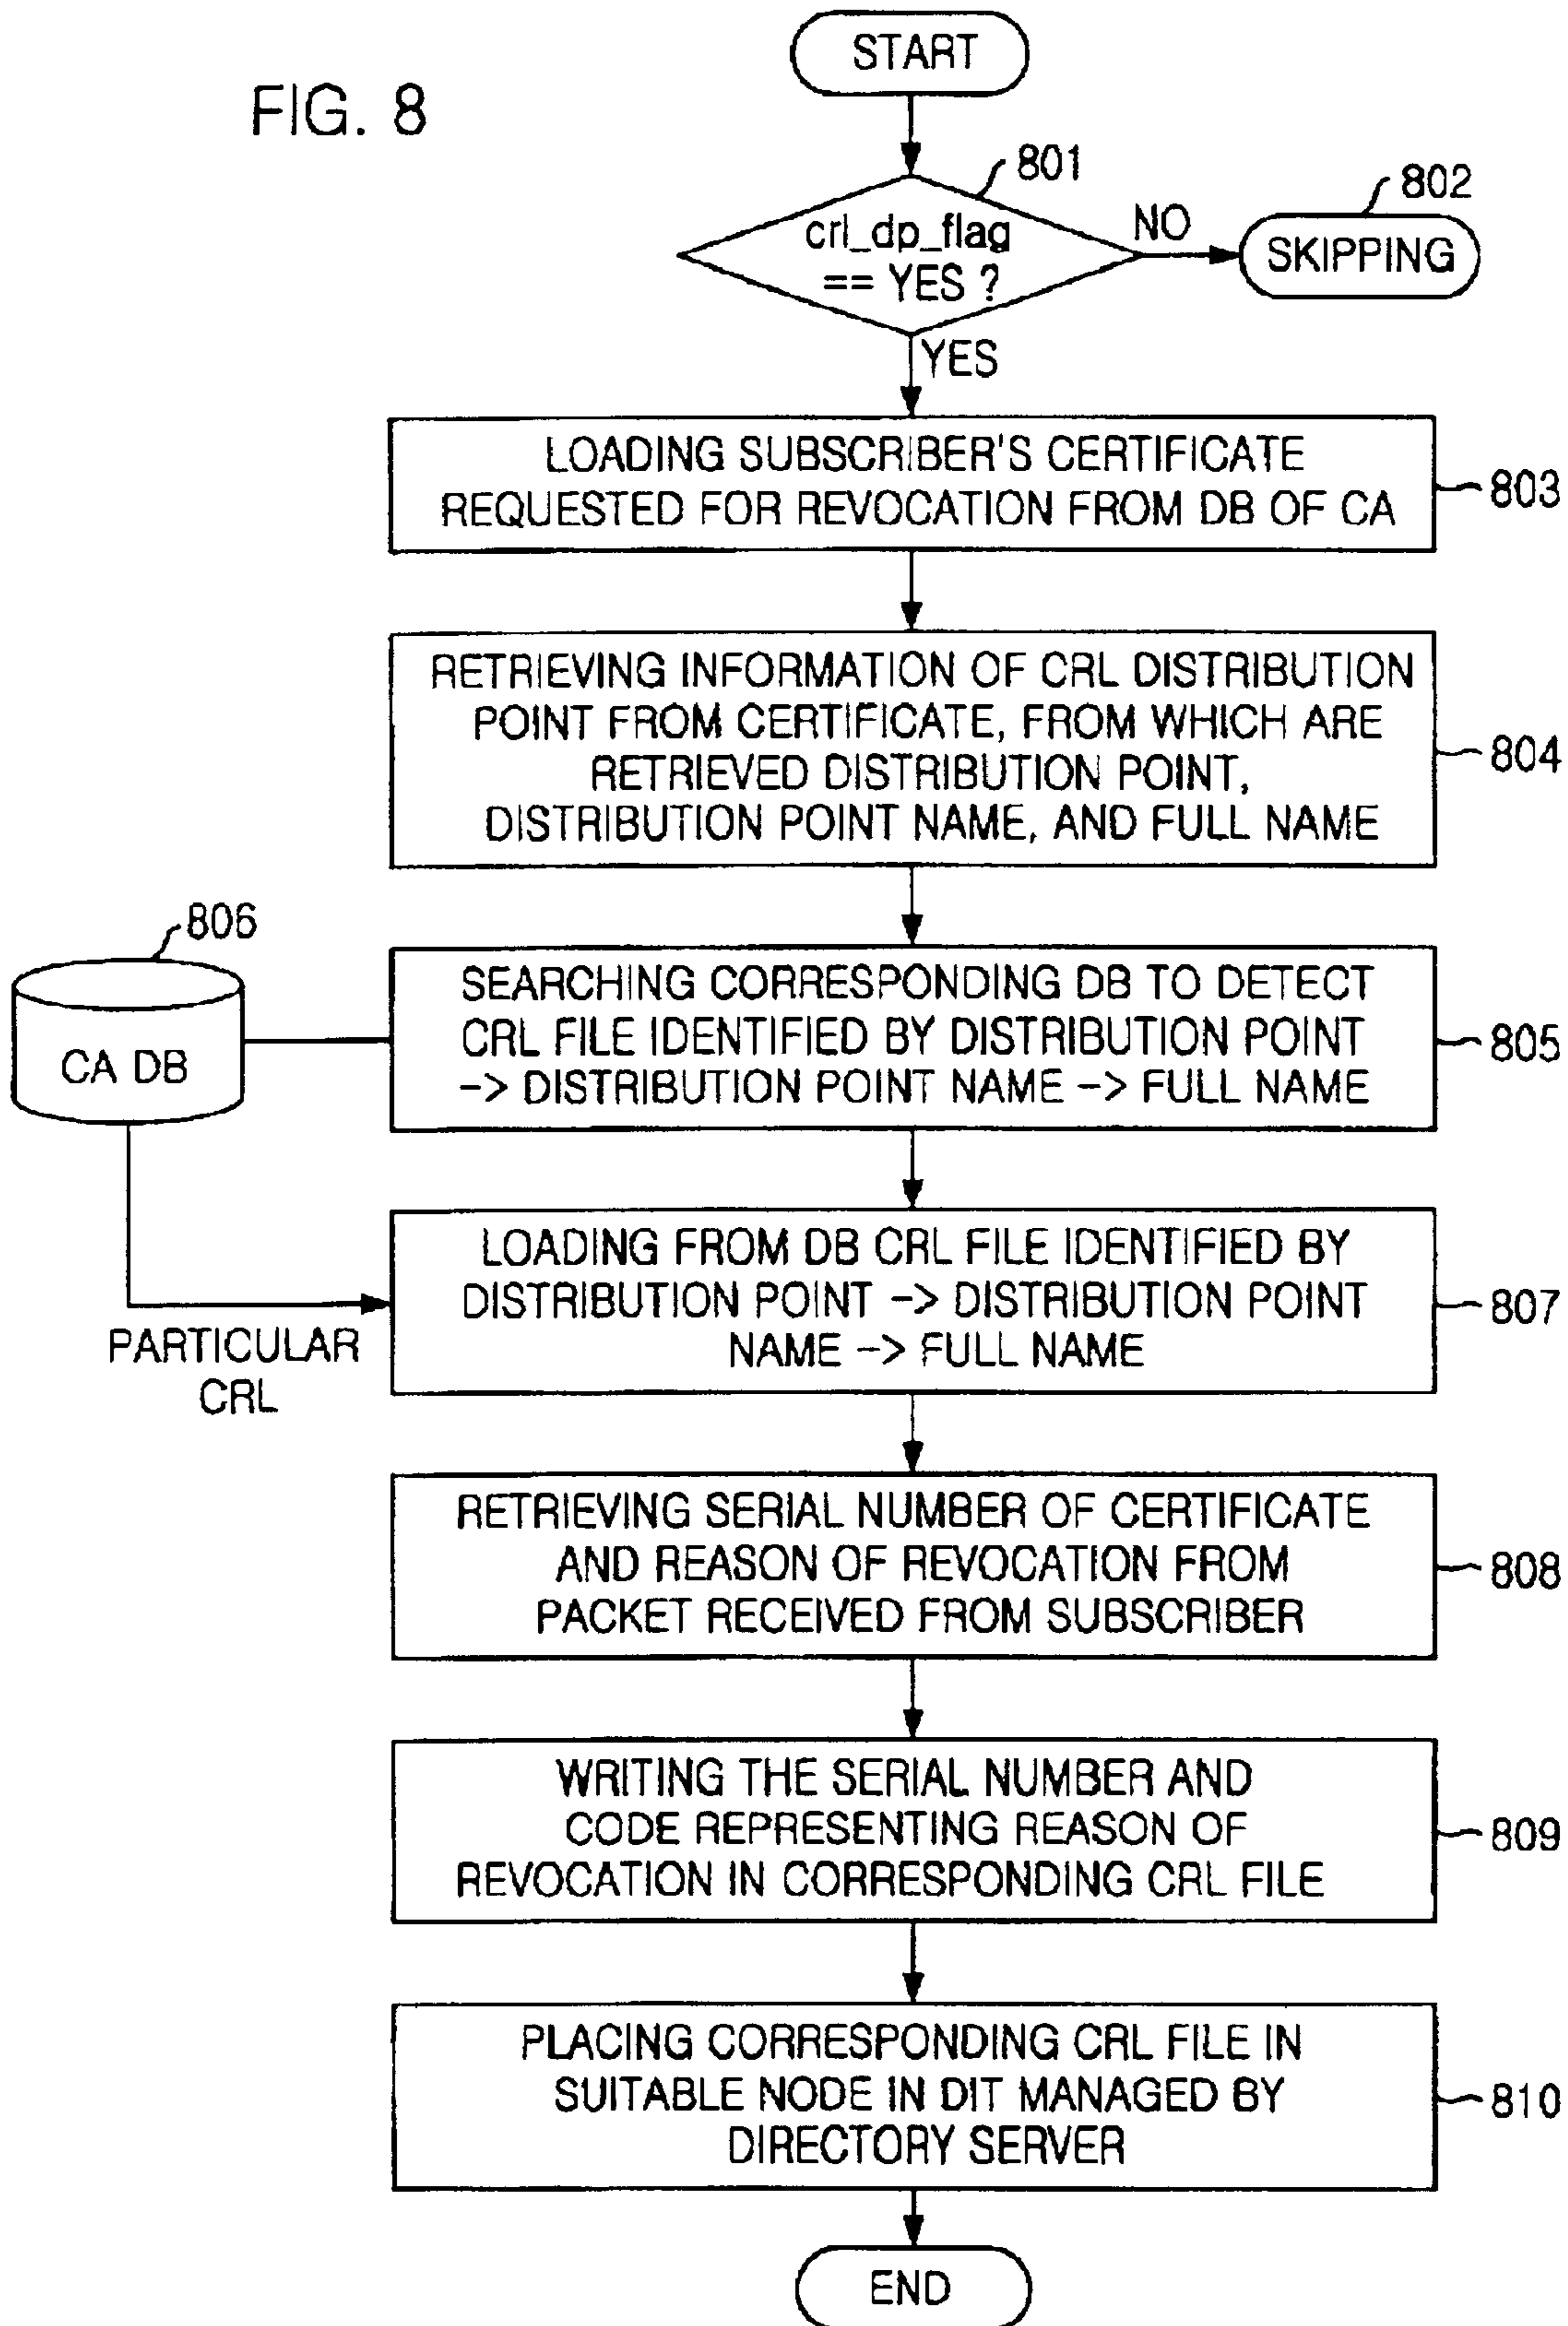 FIG. 8
START
801
802
crl_dp_flag
== YES ?
NO
SKIPPING
YES
LOADING SUBSCRIBER'S CERTIFICATE
REQUESTED FOR REVOCATION FROM DB OF CA
803
RETRIEVING INFORMATION OF CRL DISTRIBUTION
POINT FROM CERTIFICATE, FROM WHICH ARE
RETRIEVED DISTRIBUTION POINT,
DISTRIBUTION POINT NAME, AND FULL NAME
804
806
CA DB
SEARCHING CORRESPONDING DB TO DETECT
CRL FILE IDENTIFIED BY DISTRIBUTION POINT
-> DISTRIBUTION POINT NAME -> FULL NAME
805
LOADING FROM DB CRL FILE IDENTIFIED BY
DISTRIBUTION POINT -> DISTRIBUTION POINT
NAME -> FULL NAME
807
PARTICULAR
CRL
RETRIEVING SERIAL NUMBER OF CERTIFICATE
AND REASON OF REVOCATION FROM
PACKET RECEIVED FROM SUBSCRIBER
808
WRITING THE SERIAL NUMBER AND
CODE REPRESENTING REASON OF
REVOCATION IN CORRESPONDING CRL FILE
809
PLACING CORRESPONDING CRL FILE IN
SUITABLE NODE IN DIT MANAGED BY
DIRECTORY SERVER
810
END